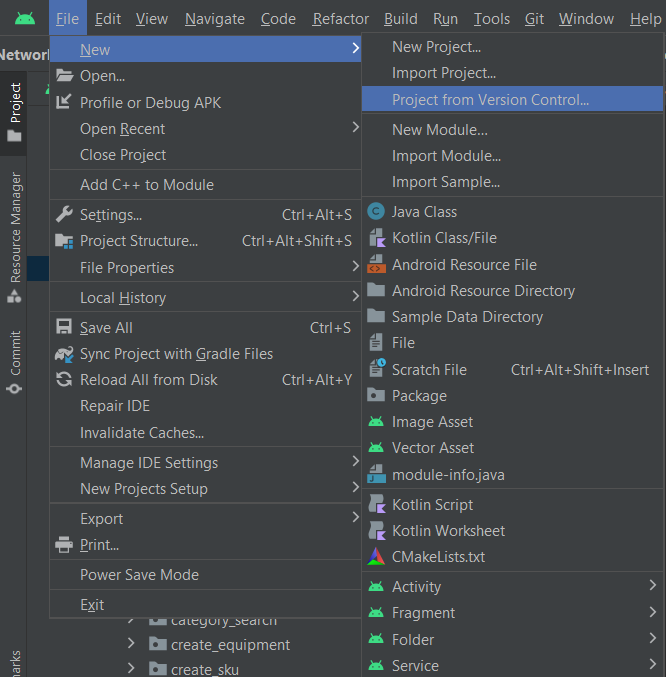 File Edit View Navigate Code Refactor Build Run Tools Git Window Help
Network
Project
Resource Manager
Commit
New
Open...
Profile or Debug APK
Open Recent
Close Project
Add C++ to Module
Settings... Ctrl+Alt+S
Project Structure... Ctrl+Alt+Shift+S
File Properties
Local History
Save All Ctrl+S
Sync Project with Gradle Files
Reload All from Disk Ctrl+Alt+Y
Repair IDE
Invalidate Caches...
Manage IDE Settings
New Projects Setup
Export
Print...
Power Save Mode
Exit
category_search
create_equipment
create_sku
New Project...
Import Project...
Project from Version Control...
New Module...
Import Module...
Import Sample...
Java Class
Kotlin Class/File
Android Resource File
Android Resource Directory
Sample Data Directory
File
Scratch File Ctrl+Alt+Shift+Insert
Package
Image Asset
Vector Asset
module-info.java
Kotlin Script
Kotlin Worksheet
CMakeLists.txt
Activity
Fragment
Folder
Service